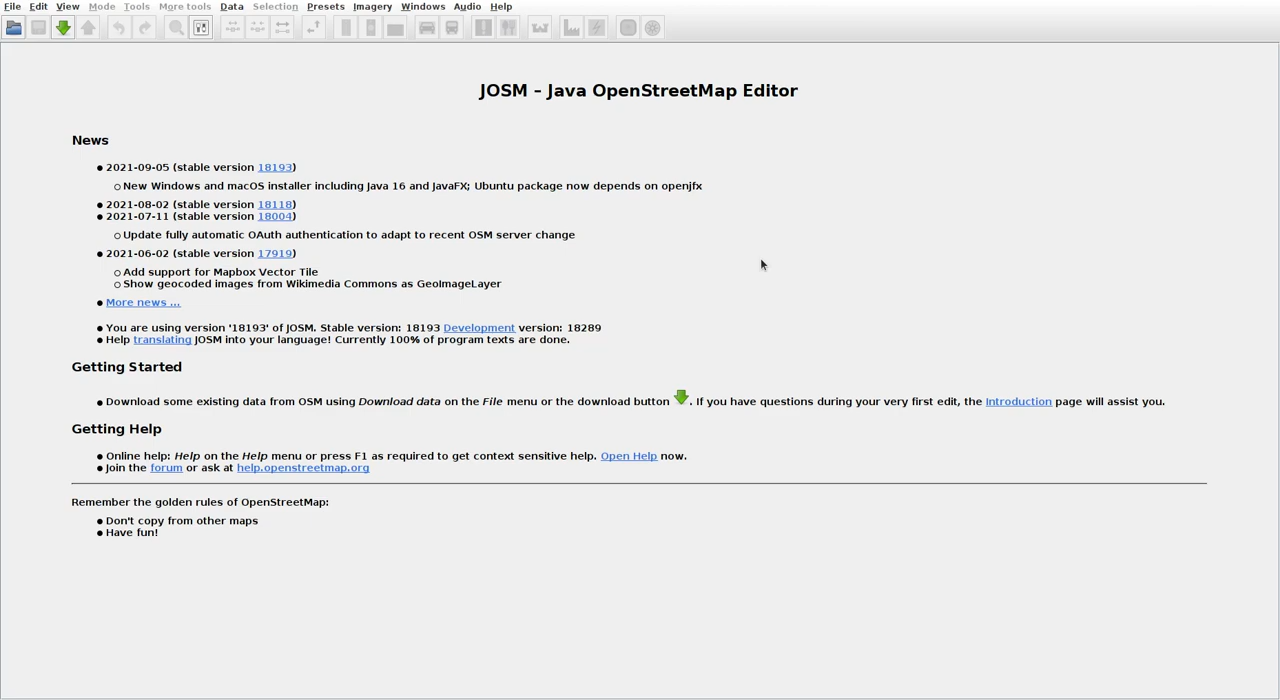 File Edit View Mode Tools More tools Data Selection Presets Imagery Windows Audio Help
JOSM – Java OpenStreetMap Editor
News
2021-09-05 (stable version 18193)
New Windows and macOS installer including Java 16 and JavaFX; Ubuntu package now depends on openjfx
2021-08-02 (stable version 18118)
2021-07-11 (stable version 18004)
Update fully automatic OAuth authentication to adapt to recent OSM server change
2021-06-02 (stable version 17919)
Add support for Mapbox Vector Tile
Show geocoded images from Wikimedia Commons as GeoImageLayer
More news ...
You are using version '18193' of JOSM. Stable version: 18193 Development version: 18289
Help translating JOSM into your language! Currently 100% of program texts are done.
Getting Started
Download some existing data from OSM using Download data on the File menu or the download button . If you have questions during your very first edit, the Introduction page will assist you.
Getting Help
Online help: Help on the Help menu or press F1 as required to get context sensitive help. Open Help now.
Join the forum or ask at help.openstreetmap.org
Remember the golden rules of OpenStreetMap:
Don't copy from other maps
Have fun!